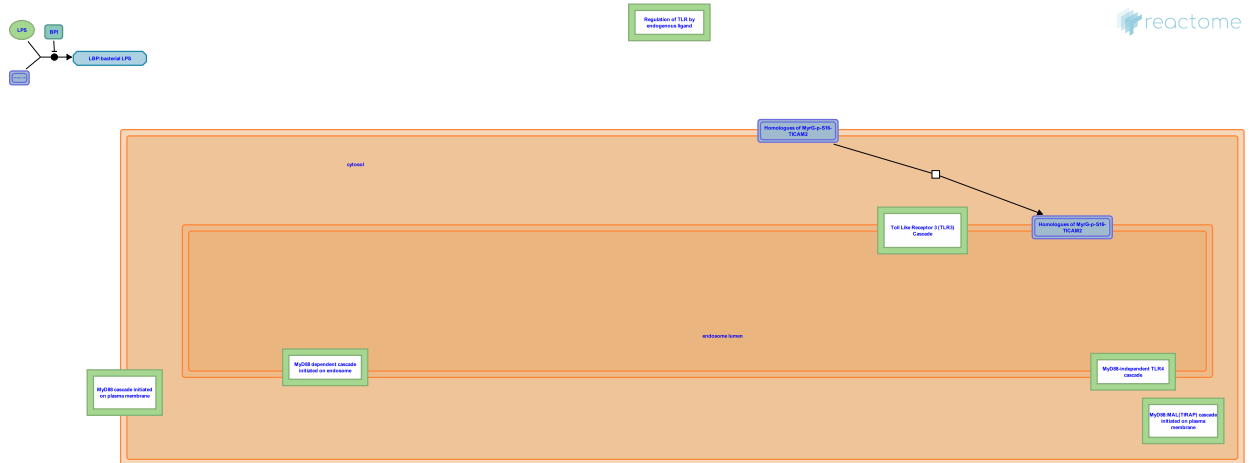 Regulation of TLR by
endogenous ligand
reactome
LPS
BPI
LBP:bacterial LPS
Homologues of MyrG-p-S16-
TICAM2
cytosol
Toll Like Receptor 3 (TLR3)
Cascade
Homologues of MyrG-p-S16-
TICAM2
endosome lumen
MyD88 dependent cascade
initiated on endosome
MyD88-independent TLR4
cascade
MyD88 cascade initiated
on plasma membrane
MyD88:MAL(TIRAP) cascade
initiated on plasma
membrane